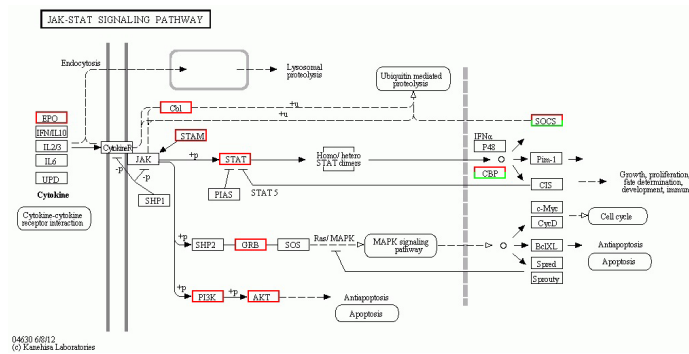 JAK-STAT SIGNALING PATHWAY
Endocytosis
Lysosomal
proteolysis
Ubiquitin mediated
proteolysis
Cbl
+u
+u
EPO
IFN/IL10
IL2/3
IL6
UPD
Cytokine
Cytokine-cytokine
receptor interaction
CytokineR
JAK
STAM
SHP1
-p
-p
+p
STAT
PIAS
STAT5
Homo/hetero
STAT dimers
IFNα
P48
CBP
SOCS
Pim-1
CIS
Growth, proliferation,
fate determination,
development, immun
c-Myc
CycD
Cell cycle
BclXL
Antiapoptosis
Apoptosis
Spred
Sprouty
+p
SHP2
GRB
SOS
Ras/MAPK
MAPK signaling
pathway
+p
PI3K
+p
AKT
Antiapoptosis
Apoptosis
04630 6/8/12
(c) Kanehisa Laboratories